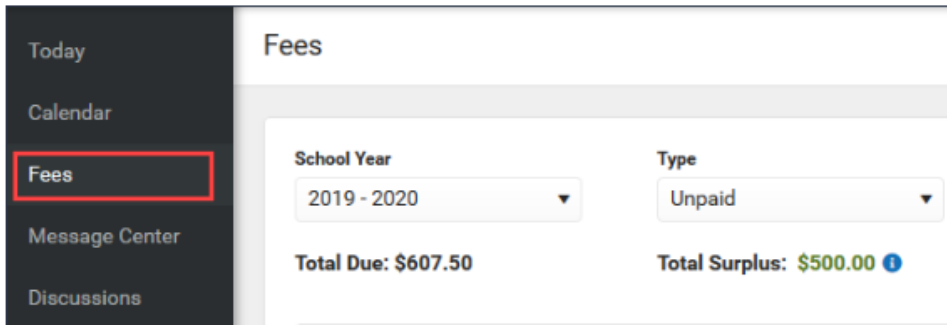 Today
Calendar
Fees
Message Center
Discussions
Fees
School Year
2019 - 2020
Type
Unpaid
Total Due: $607.50
Total Surplus: $500.00